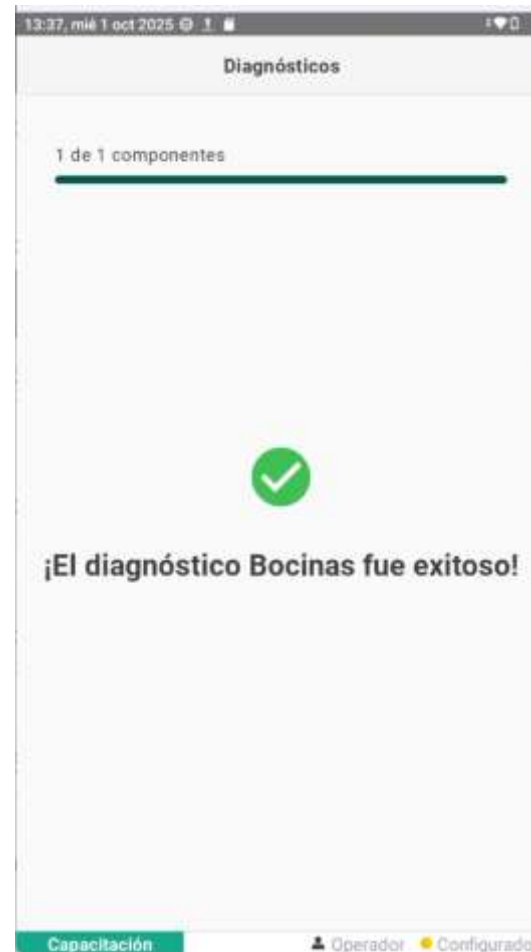 13:37, mié 1 oct 2025
Diagnósticos
1 de 1 componentes
¡El diagnóstico Bocinas fue exitoso!
Capacitación
Operador
Configurado